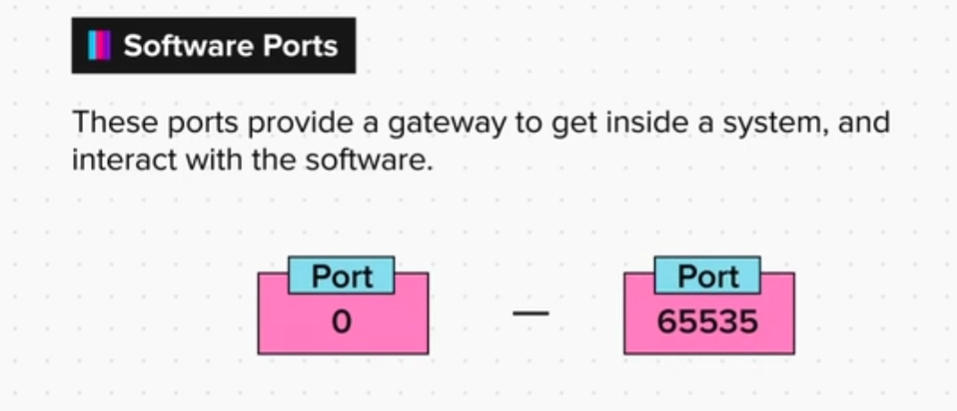 Software Ports
These ports provide a gateway to get inside a system, and
interact with the software.
Port — Port
0 65535